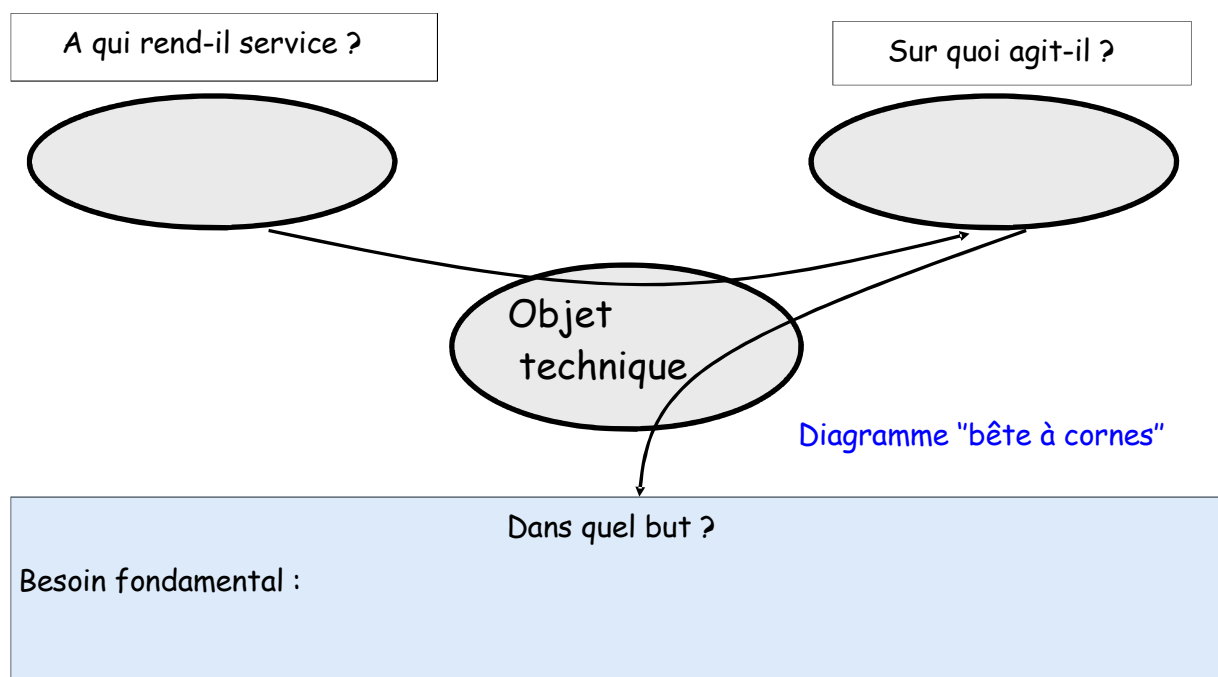 A qui rend-il service ?
Sur quoi agit-il ?
Objet
technique
Diagramme ‘’bête à cornes’’
Dans quel but ?
Besoin fondamental :